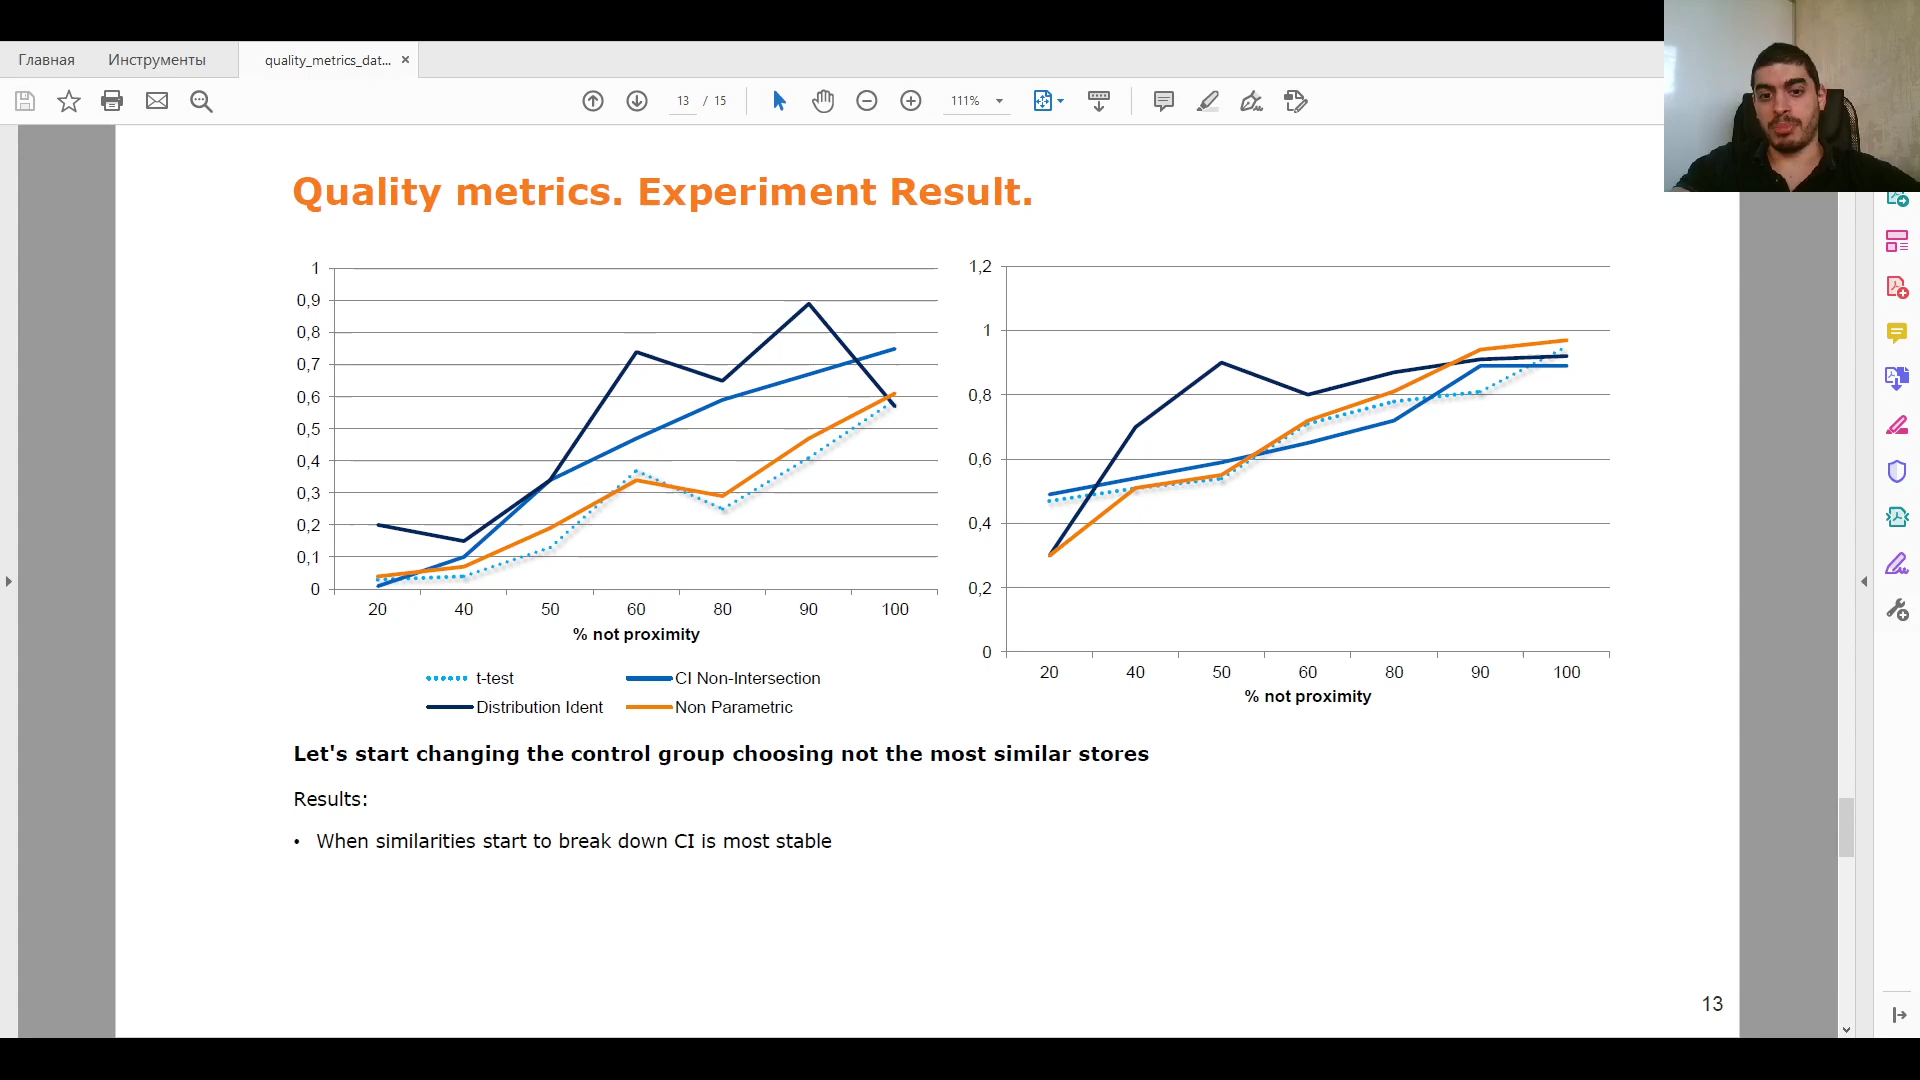 Главная Инструменты quality_metrics_dat... ×
13 / 15 111%
Quality metrics. Experiment Result.
1
0,9
0,8
0,7
0,6
0,5
0,4
0,3
0,2
0,1
0
20 40 50 60 80 90 100
% not proximity
t-test CI Non-Intersection
Distribution Ident Non Parametric
1,2
1
0,8
0,6
0,4
0,2
0
20 40 50 60 80 90 100
% not proximity
Let's start changing the control group choosing not the most similar stores
Results:
• When similarities start to break down CI is most stable
13